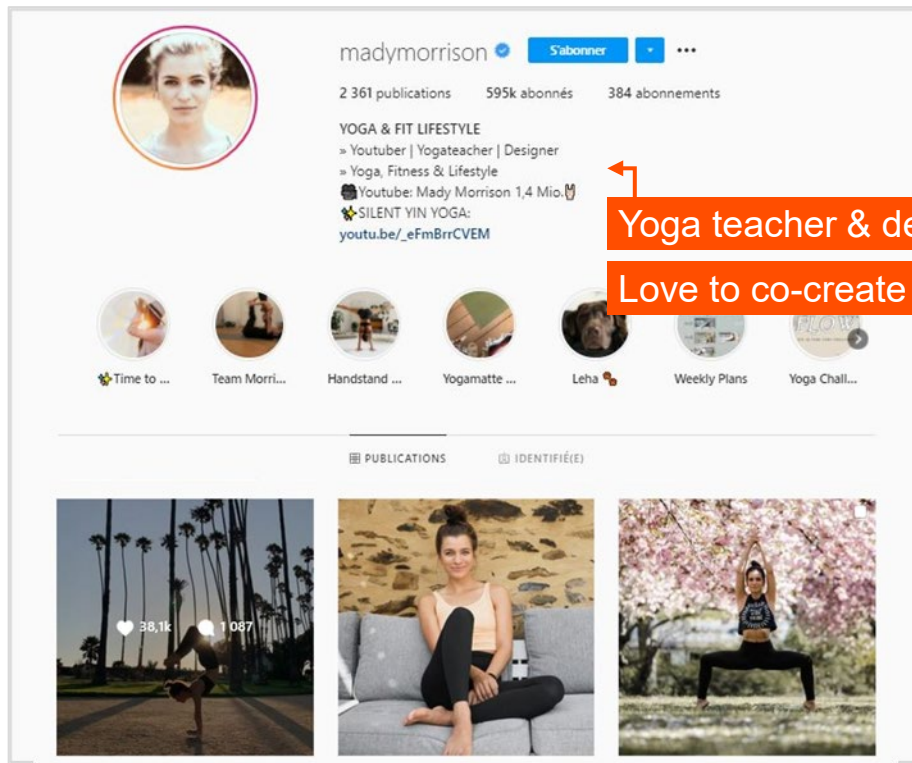 madymorrison S'abonner
2 361 publications 595k abonnés 384 abonnements
YOGA & FIT LIFESTYLE
» Youtuber | Yogateacher | Designer
» Yoga, Fitness & Lifestyle
🎥Youtube: Mady Morrison 1,4 Mio.🤘
✨SILENT YIN YOGA:
youtu.be/_eFmBrrCVEM
Yoga teacher & de
Love to co-create
FLOW
✨Time to ... Team Morri... Handstand ... Yogamatte ... Leha 🐾 Weekly Plans Yoga Chall...
PUBLICATIONS IDENTIFIÉ(E)
38,1k 1 087